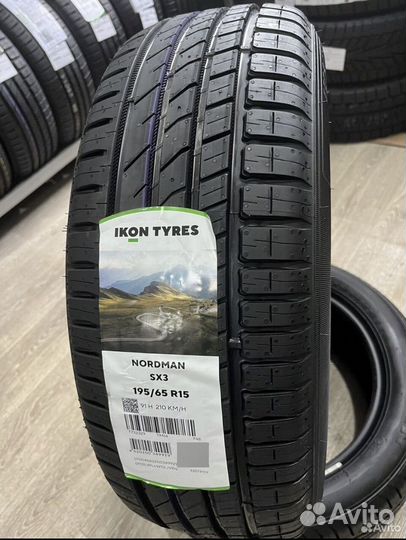 IKON TYRES
NORDMAN
SX3
195/65 R15
91 H 210 KM/H
Avito